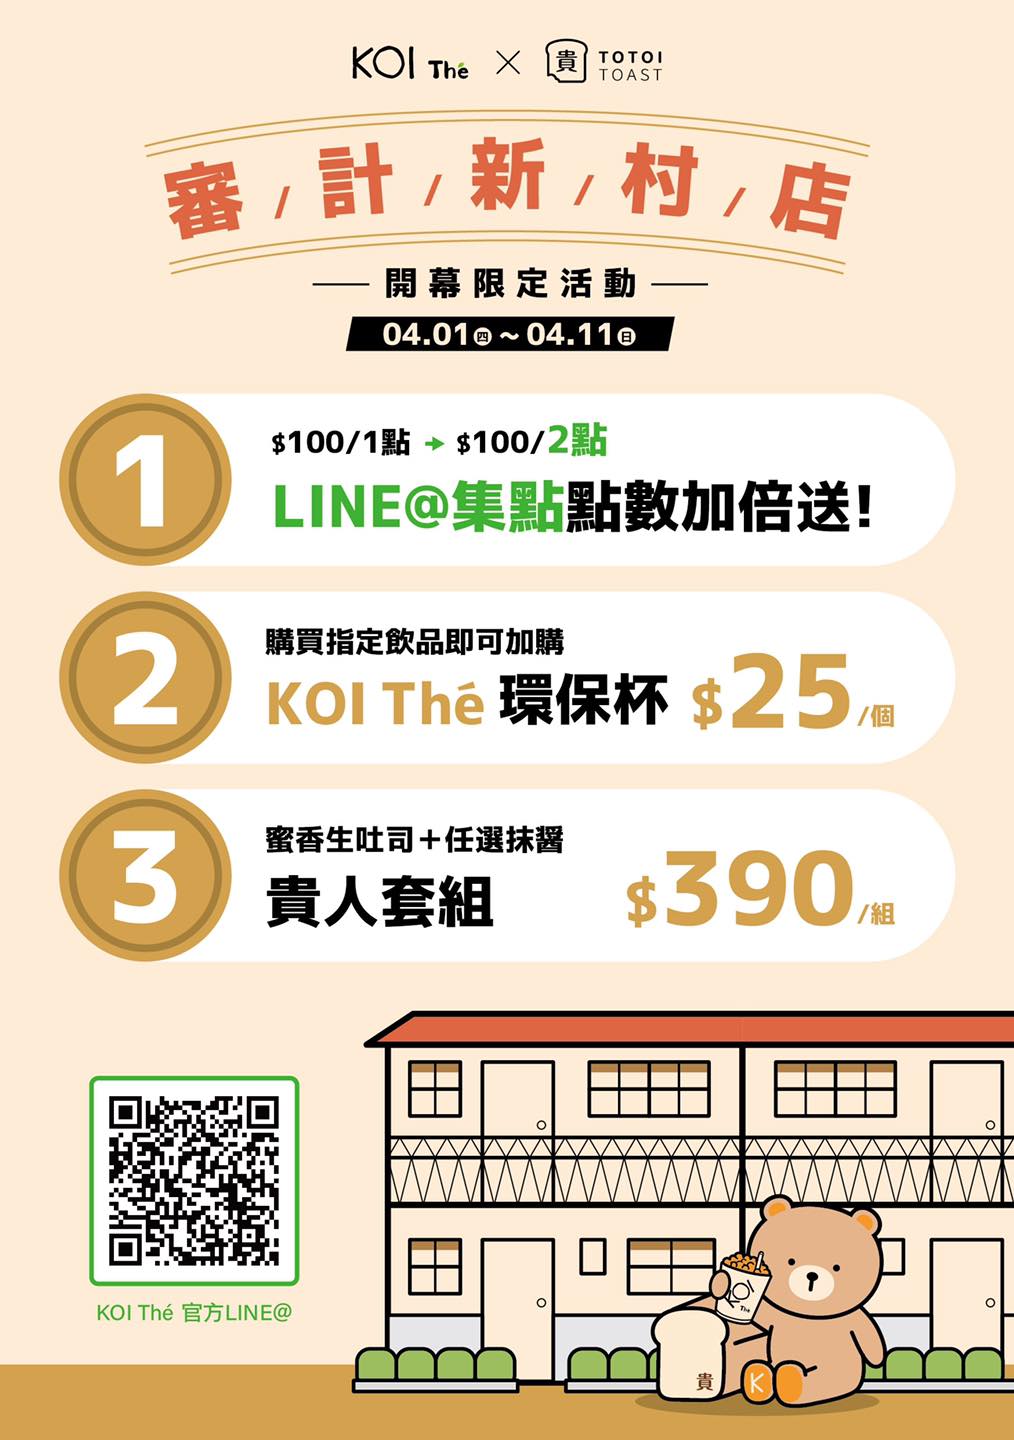 KOI Thé × 貴 TOTOI TOAST
審/計/新/村/店
開幕限定活動
04.01㊃~04.11㊐
1
$100/1點→$100/2點
LINE@集點點數加倍送!
2
購買指定飲品即可加購
KOI Thé 環保杯 $25/個
3
蜜香生吐司+任選抹醬
貴人套組 $390/組
KOI Thé 官方LINE@
KOI Thé
貴
K